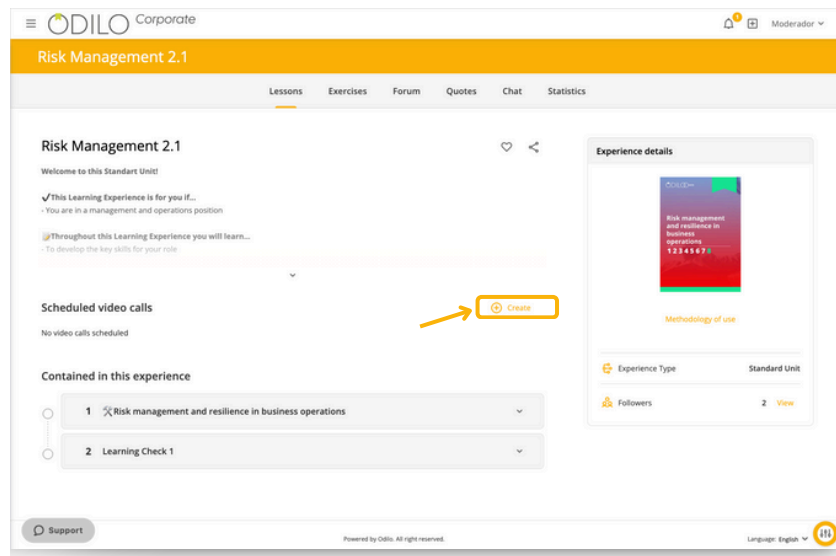 ODILO Corporate
1
Moderador
Risk Management 2.1
Lessons Exercises Forum Quotes Chat Statistics
Risk Management 2.1
Welcome to this Standart Unit!
✓This Learning Experience is for you if...
- You are in a management and operations position
📝Throughout this Learning Experience you will learn...
- To develop the key skills for your role
Scheduled video calls
Create
No video calls scheduled
Contained in this experience
1 🛠Risk management and resilience in business operations
2 Learning Check 1
Experience details
ODILO
Risk management
and resilience in
business
operations
1 2 3 4 5 6 7 8
Methodology of use
Experience Type Standard Unit
Followers 2 View
Support
Powered by Odilo. All right reserved.
Language: English